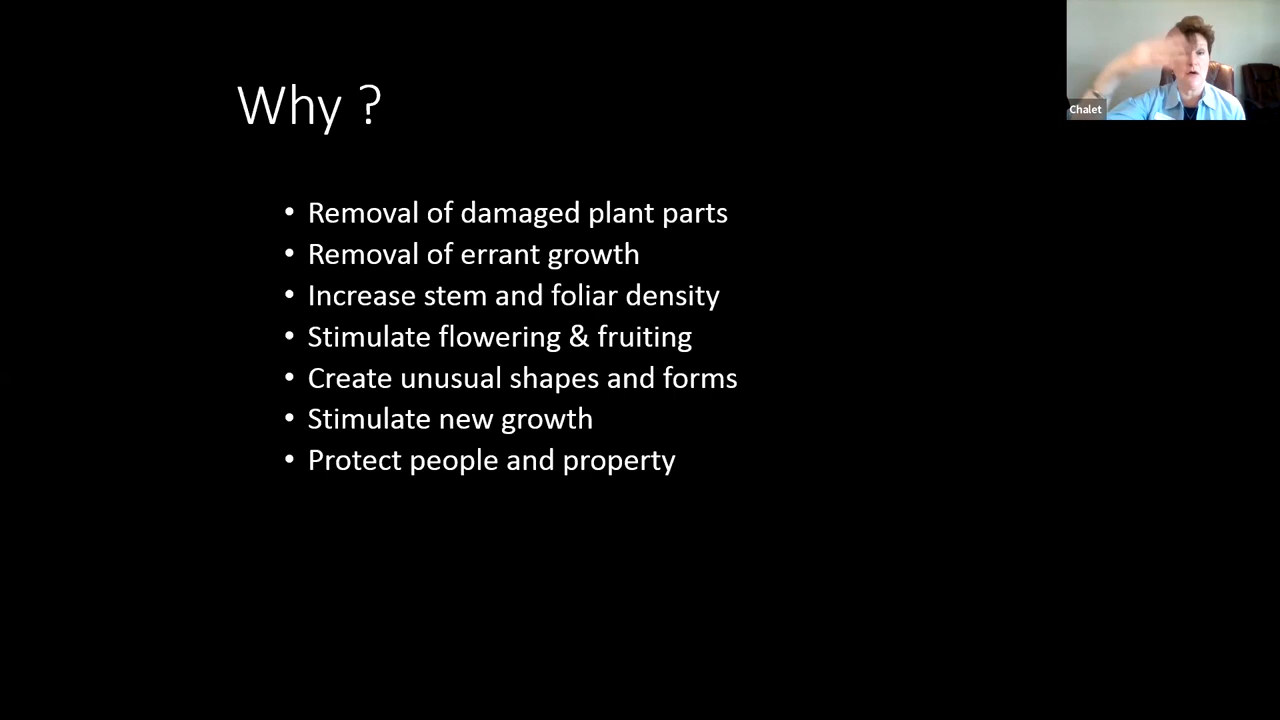 Why ?
Chalet
• Removal of damaged plant parts
• Removal of errant growth
• Increase stem and foliar density
• Stimulate flowering & fruiting
• Create unusual shapes and forms
• Stimulate new growth
• Protect people and property